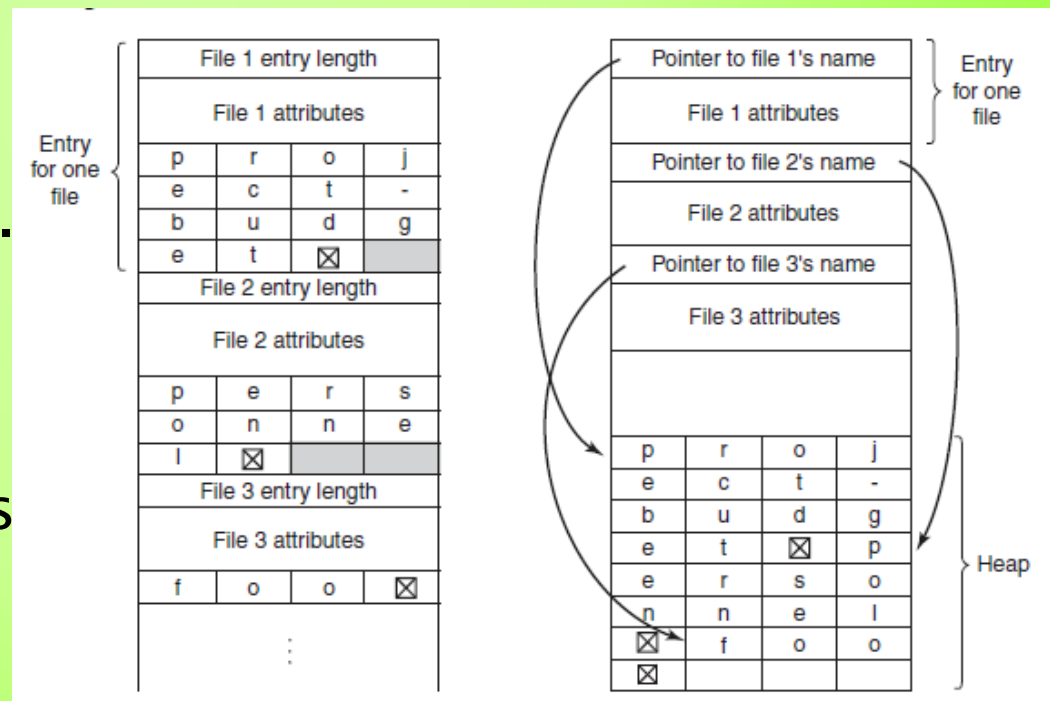 File 1 entry length
File 1 attributes
Entry
for one
file
p r o j
e c t -
b u d g
e t ☒
File 2 entry length
File 2 attributes
p e r s
o n n e
l ☒
File 3 entry length
File 3 attributes
f o o ☒
⋮
Pointer to file 1's name
File 1 attributes
Entry
for one
file
Pointer to file 2's name
File 2 attributes
Pointer to file 3's name
File 3 attributes
p r o j
e c t -
b u d g
e t ☒ p
e r s o
n n e l
☒ f o o
☒
Heap
.
s